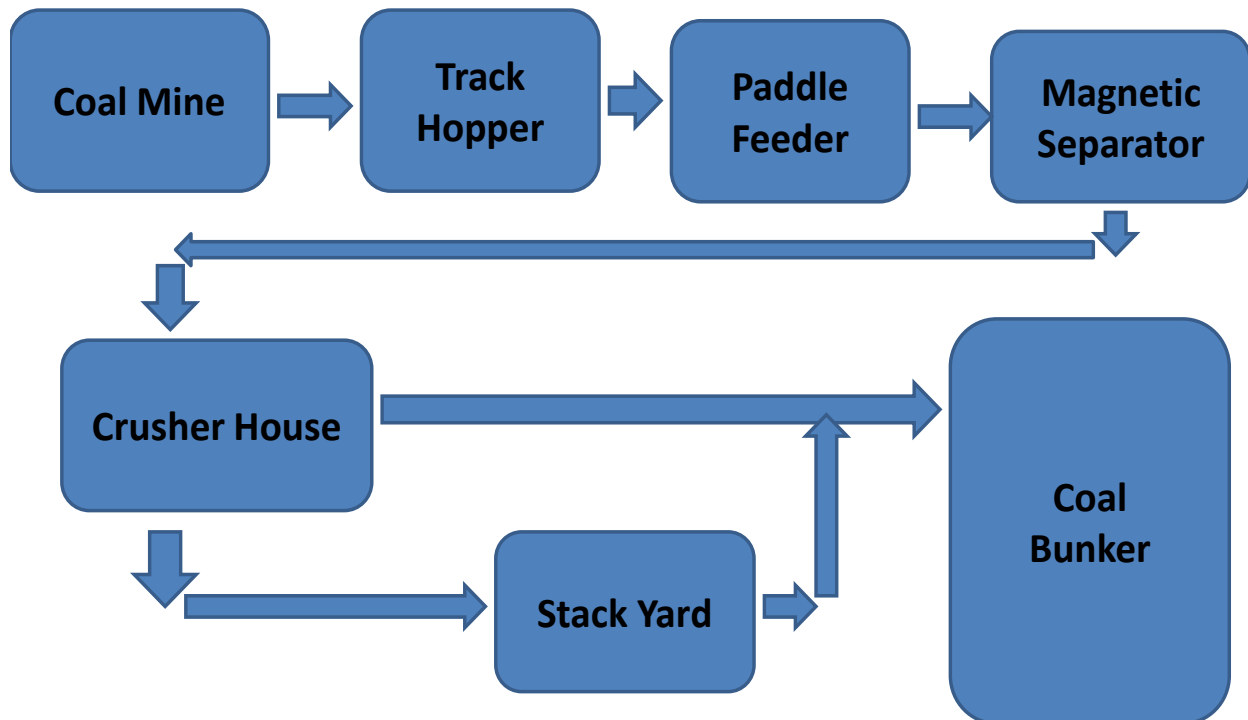 Coal Mine
Track
Hopper
Paddle
Feeder
Magnetic
Separator
Crusher House
Coal
Bunker
Stack Yard